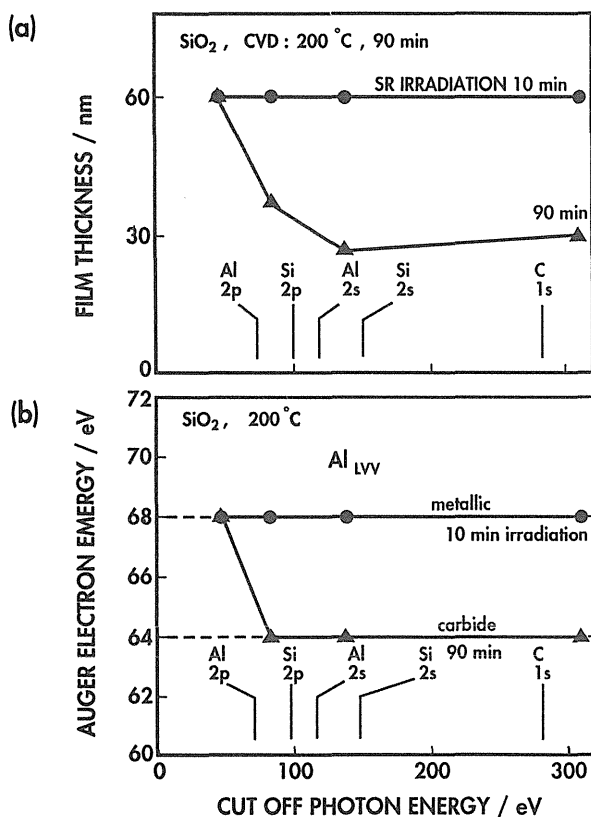 (a)
SiO2 , CVD : 200 °C , 90 min
SR IRRADIATION 10 min
90 min
FILM THICKNESS / nm
60
30
0
Al Si Al Si C
2p 2p 2s 2s 1s
(b)
72
SiO2 , 200 °C
Al LVV
70
metallic
68
10 min irradiation
66
carbide
64
90 min
Al Si Al Si C
2p 2p 2s 2s 1s
62
60
AUGER ELECTRON EMERGY / eV
0 100 200 300
CUT OFF PHOTON ENERGY / eV